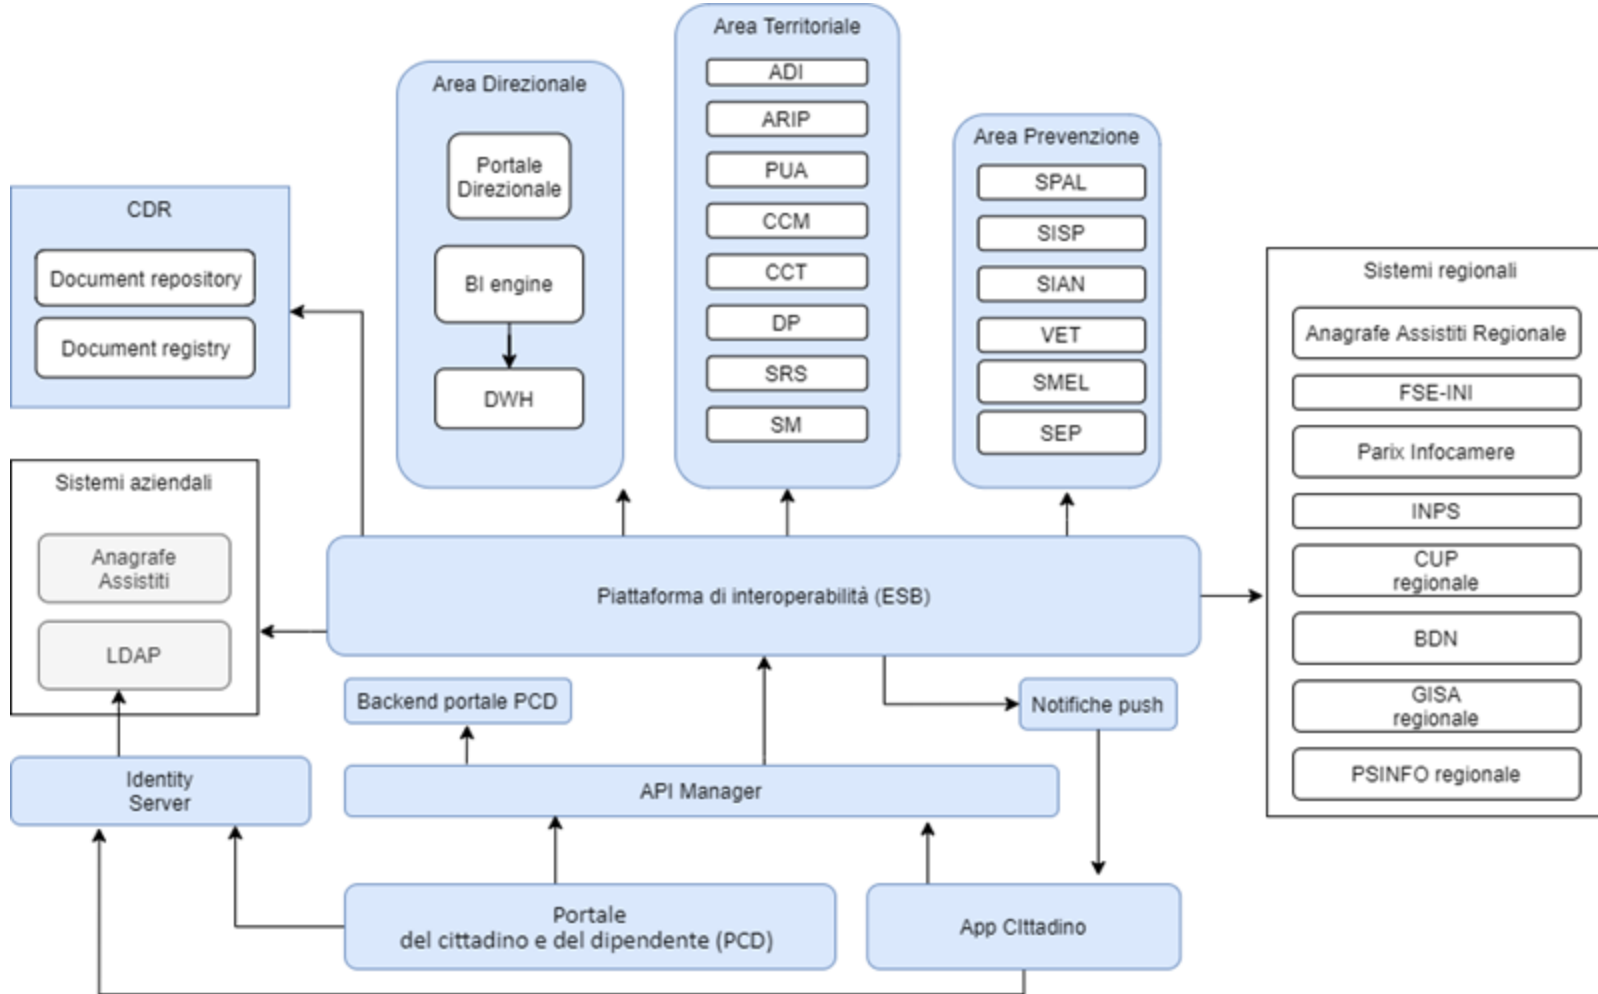 Area Territoriale
ADI
ARIP
PUA
CCM
CCT
DP
SRS
SM
Area Direzionale
Portale
Direzionale
BI engine
DWH
Area Prevenzione
SPAL
SISP
SIAN
VET
SMEL
SEP
CDR
Document repository
Document registry
Sistemi regionali
Anagrafe Assistiti Regionale
FSE-INI
Parix Infocamere
INPS
CUP
regionale
BDN
GISA
regionale
PSINFO regionale
Sistemi aziendali
Anagrafe
Assistiti
LDAP
Piattaforma di interoperabilità (ESB)
Backend portale PCD
Notifiche push
Identity
Server
API Manager
Portale
del cittadino e del dipendente (PCD)
App CIttadino